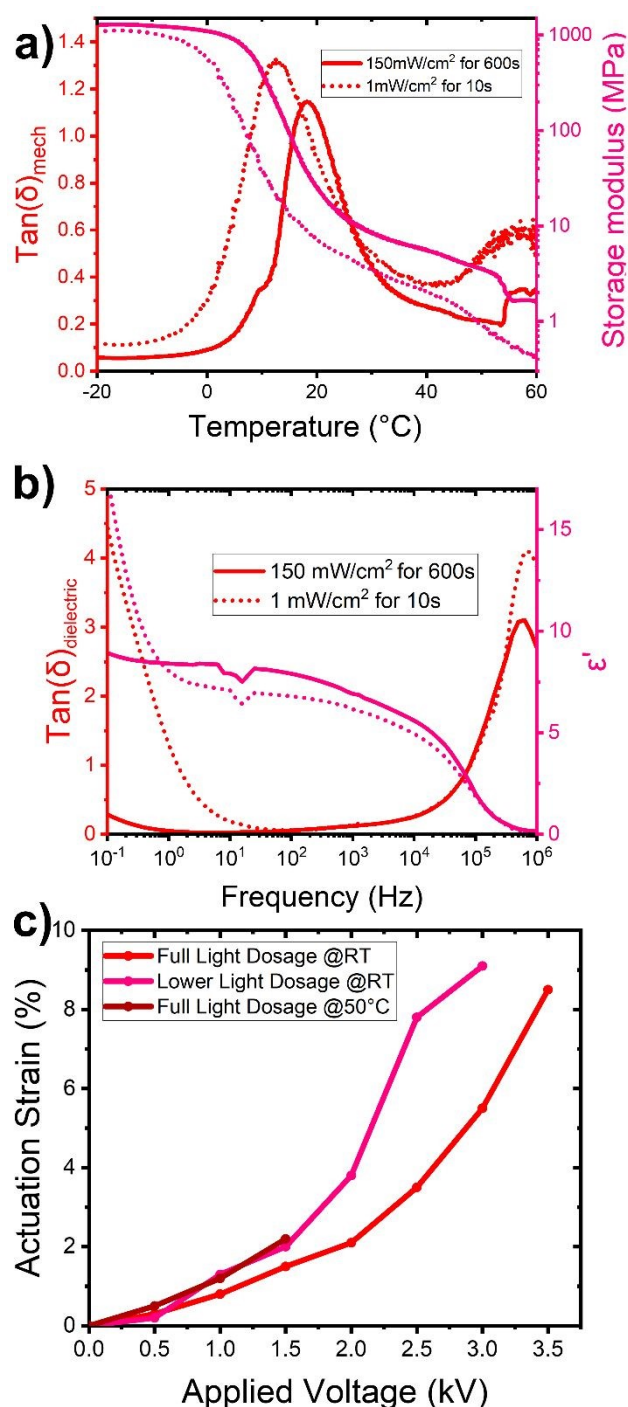 a)
1.4
1.2
1.0
0.8
0.6
0.4
0.2
0.0
Tan(δ)mech
150mW/cm² for 600s
1mW/cm² for 10s
1000
100
10
1
Storage modulus (MPa)
-20 0 20 40 60
Temperature (°C)
b)
5
4
3
2
1
0
Tan(δ)dielectric
150 mW/cm² for 600s
1 mW/cm² for 10s
15
10
5
0
ε'
10⁻¹ 10⁰ 10¹ 10² 10³ 10⁴ 10⁵ 10⁶
Frequency (Hz)
c)
10
8
6
4
2
0
Actuation Strain (%)
Full Light Dosage @RT
Lower Light Dosage @RT
Full Light Dosage @50°C
0.0 0.5 1.0 1.5 2.0 2.5 3.0 3.5
Applied Voltage (kV)